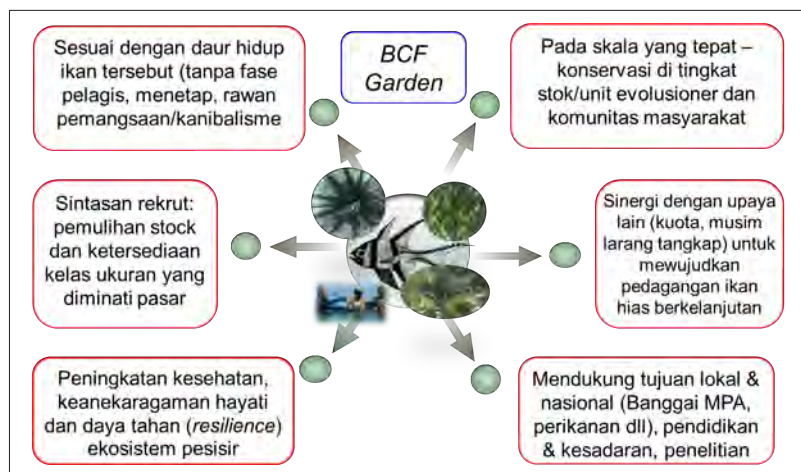 Sesuai dengan daur hidup
ikan tersebut (tanpa fase
pelagis, menetap, rawan
pemangsaan/kanibalisme
BCF
Garden
Pada skala yang tepat –
konservasi di tingkat
stok/unit evolusioner dan
komunitas masyarakat
Sintasan rekrut:
pemulihan stock
dan ketersediaan
kelas ukuran yang
diminati pasar
Sinergi dengan upaya
lain (kuota, musim
larang tangkap) untuk
mewujudkan
pedagangan ikan
hias berkelanjutan
Peningkatan kesehatan,
keanekaragaman hayati
dan daya tahan (resilience)
ekosistem pesisir
Mendukung tujuan lokal &
nasional (Banggai MPA,
perikanan dll), pendidikan
& kesadaran, penelitian